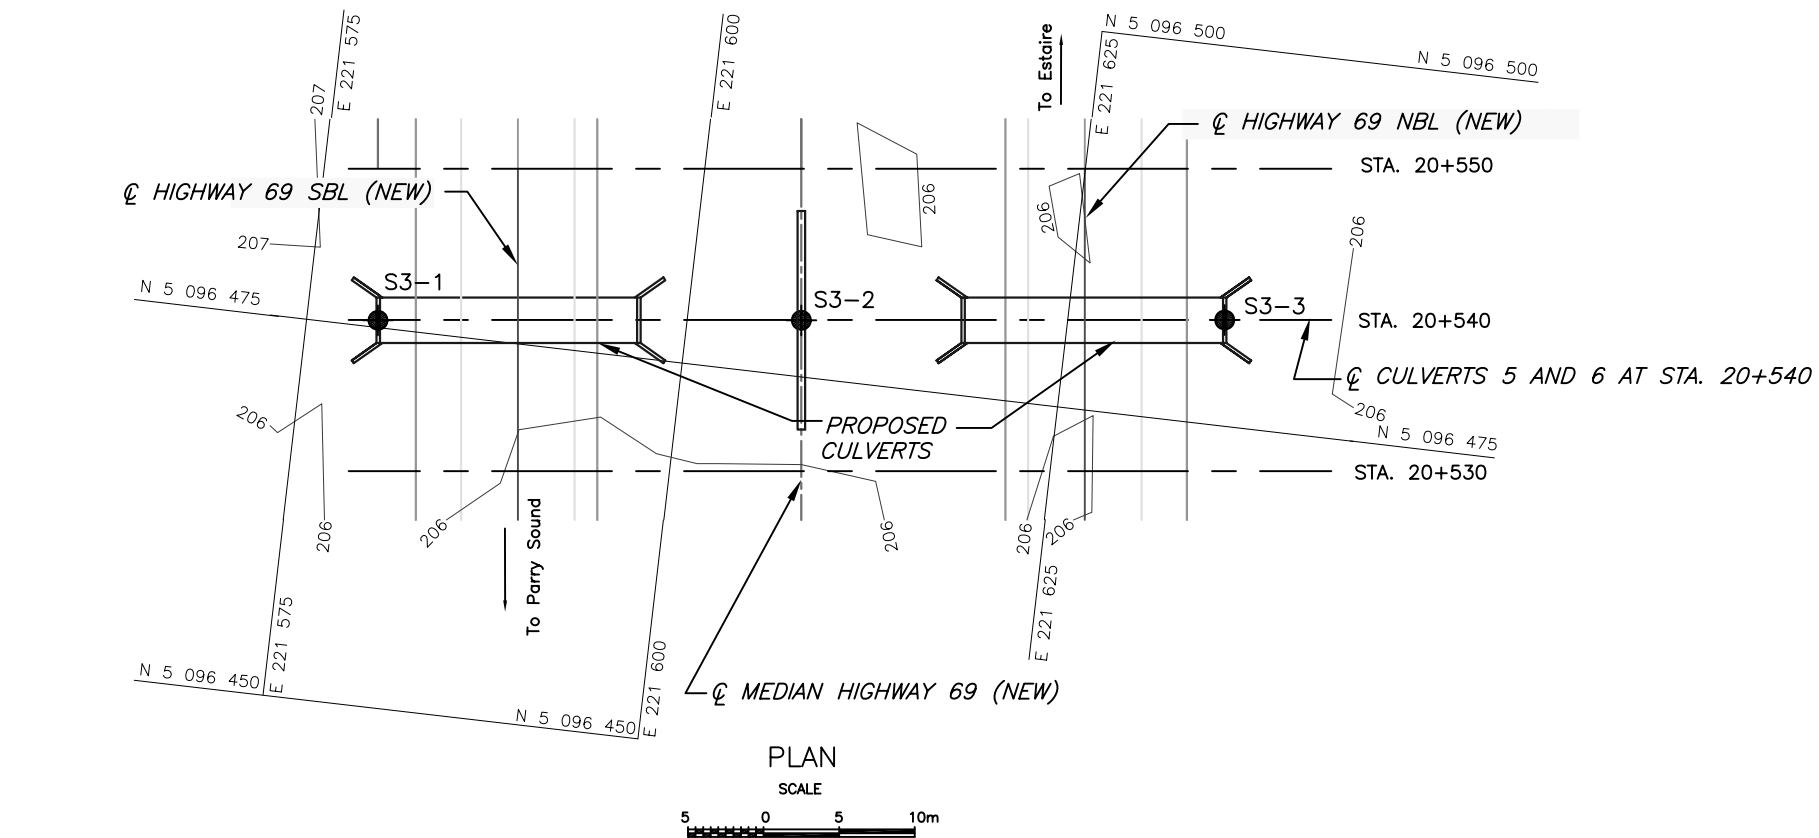 E 221 575
E 221 600
N 5 096 500
N 5 096 500
To Estaire
E 221 625
207
℄ HIGHWAY 69 NBL (NEW)
STA. 20+550
℄ HIGHWAY 69 SBL (NEW)
206
206
206
207
N 5 096 475
S3-1
S3-2
S3-3
STA. 20+540
℄ CULVERTS 5 AND 6 AT STA. 20+540
206
206
PROPOSED
CULVERTS
N 5 096 475
STA. 20+530
206
206
206
206
206
To Parry Sound
E 221 575
E 221 600
E 221 625
N 5 096 450
N 5 096 450
℄ MEDIAN HIGHWAY 69 (NEW)
PLAN
SCALE
5 0 5 10m